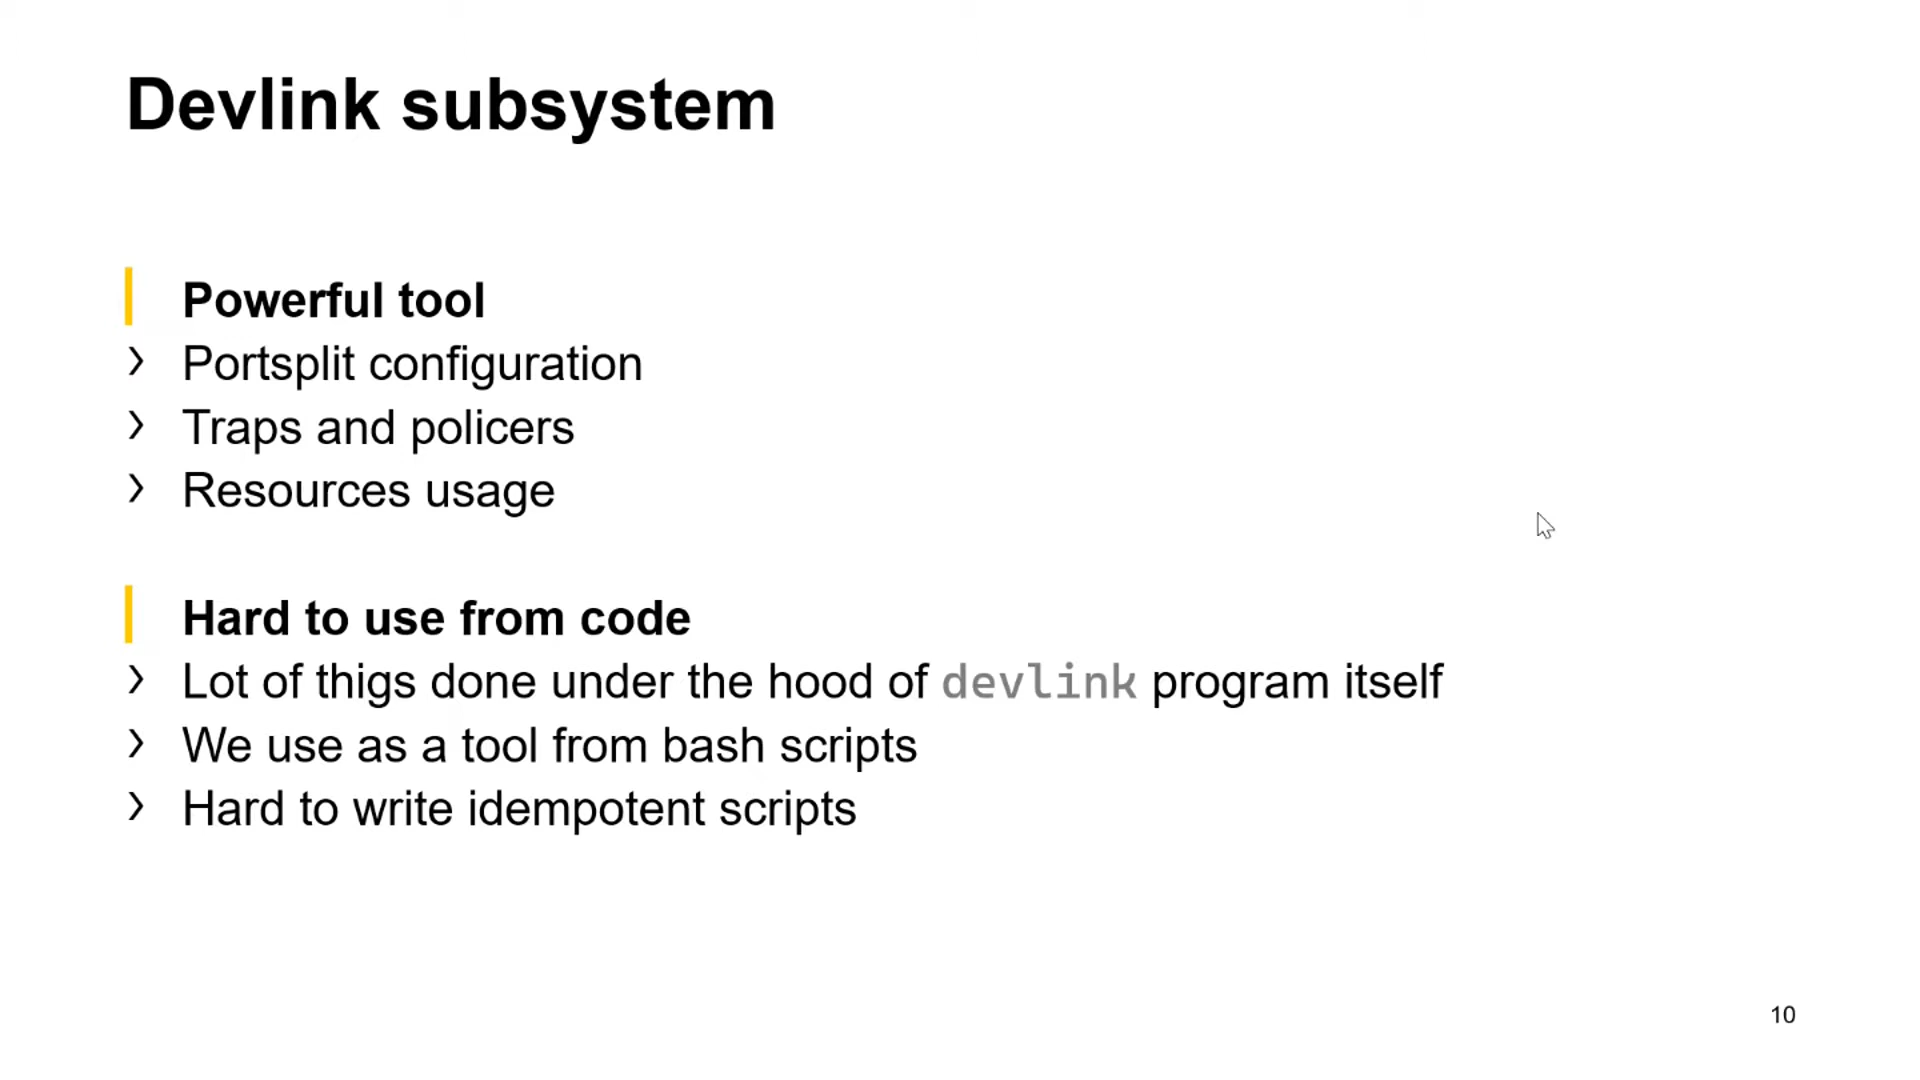 Devlink subsystem
Powerful tool
› Portsplit configuration
› Traps and policers
› Resources usage
Hard to use from code
› Lot of thigs done under the hood of devlink program itself
› We use as a tool from bash scripts
› Hard to write idempotent scripts
10